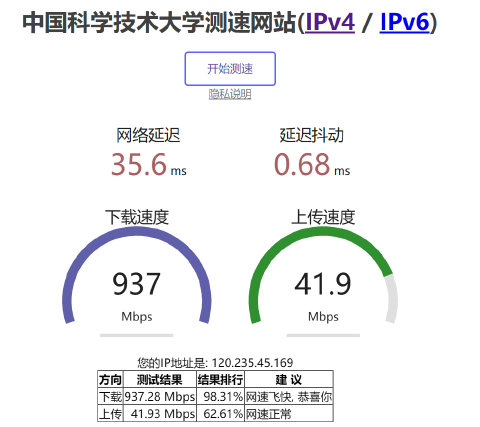 中国科学技术大学测速网站(IPv4 / IPv6)
开始测速
隐私说明
网络延迟 延迟抖动
35.6 ms 0.68 ms
下载速度 上传速度
937 41.9
Mbps Mbps
您的IP地址是: 120.235.45.169
方向 测试结果 结果排行 建 议
下载 937.28 Mbps 98.31% 网速飞快, 恭喜你
上传 41.93 Mbps 62.61% 网速正常